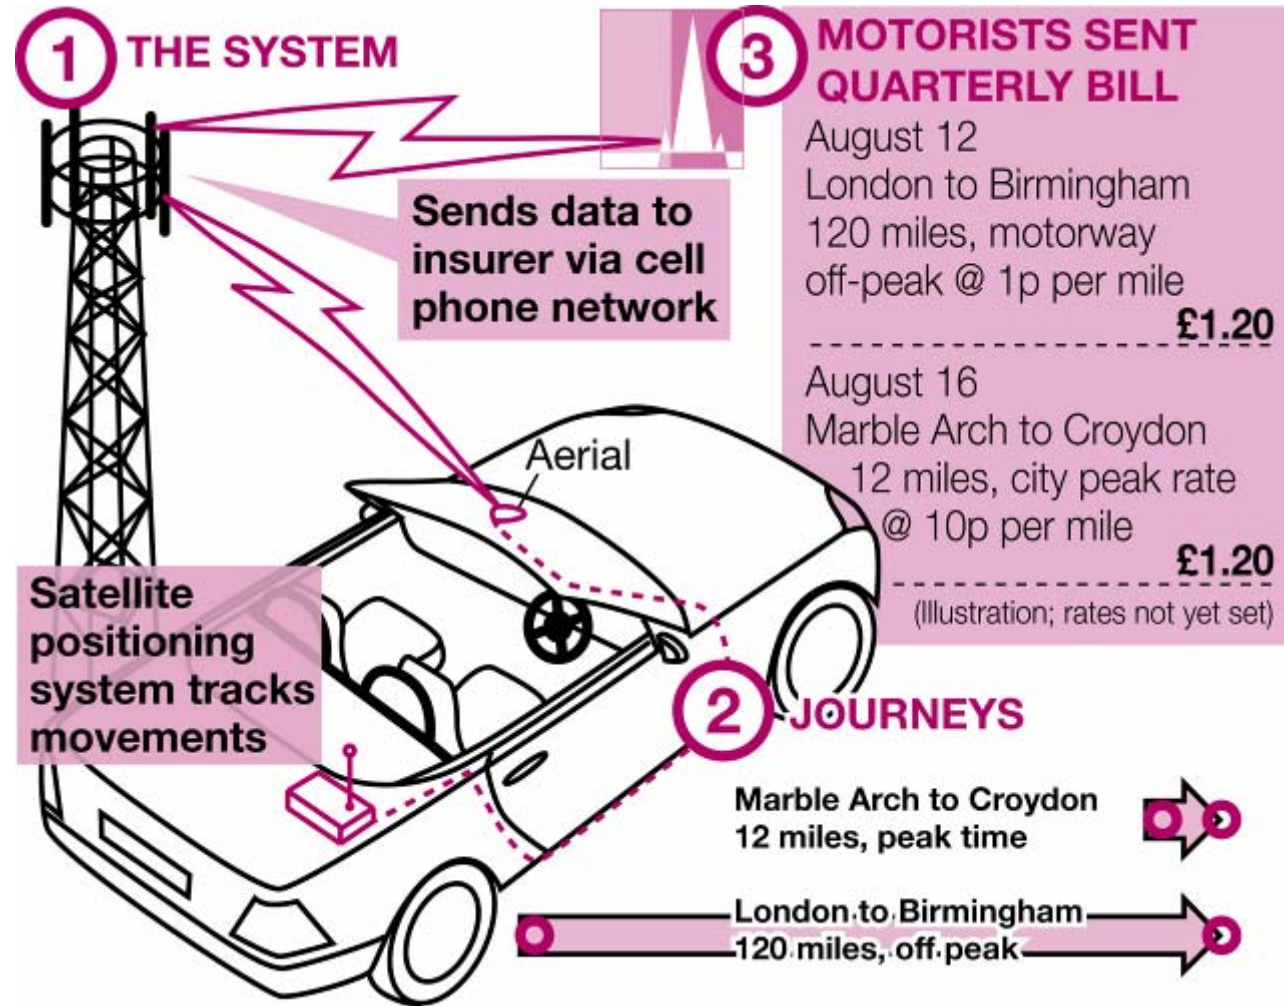 1 THE SYSTEM
Sends data to
insurer via cell
phone network
Aerial
Satellite
positioning
system tracks
movements
2 JOURNEYS
Marble Arch to Croydon
12 miles, peak time
London to Birmingham
120 miles, off peak
3 MOTORISTS SENT
QUARTERLY BILL
August 12
London to Birmingham
120 miles, motorway
off-peak @ 1p per mile
£1.20
August 16
Marble Arch to Croydon
12 miles, city peak rate
@ 10p per mile
£1.20
(Illustration; rates not yet set)